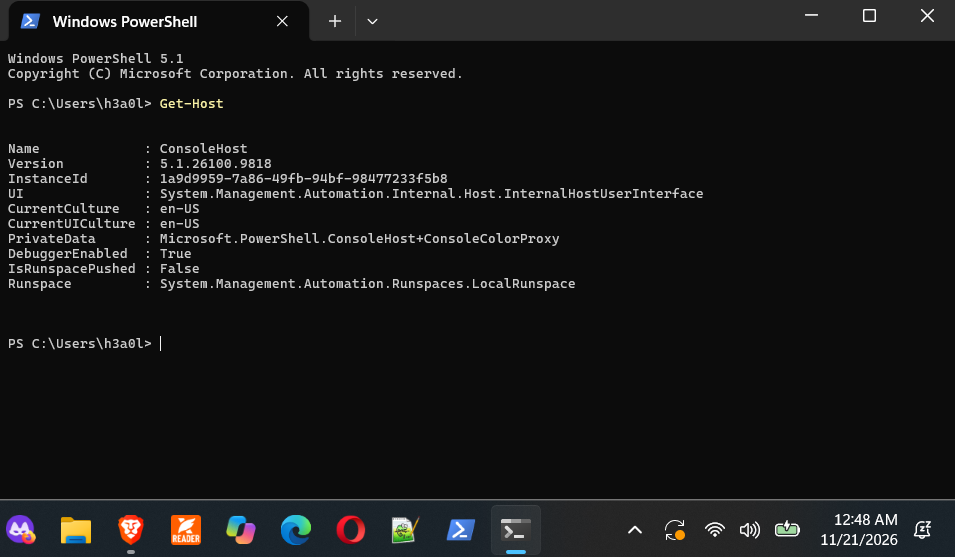 Windows PowerShell
Windows PowerShell 5.1
Copyright (C) Microsoft Corporation. All rights reserved.
PS C:\Users\h3a0l> Get-Host
Name                : ConsoleHost
Version             : 5.1.26100.9818
InstanceId          : 1a9d9959-7a86-49fb-94bf-98477233f5b8
UI                  : System.Management.Automation.Internal.Host.InternalHostUserInterface
CurrentCulture      : en-US
CurrentUICulture : en-US
PrivateData         : Microsoft.PowerShell.ConsoleHost+ConsoleColorProxy
DebuggerEnabled  : True
IsRunspacePushed : False
Runspace            : System.Management.Automation.Runspaces.LocalRunspace
PS C:\Users\h3a0l>
READER
12:48 AM
11/21/2026